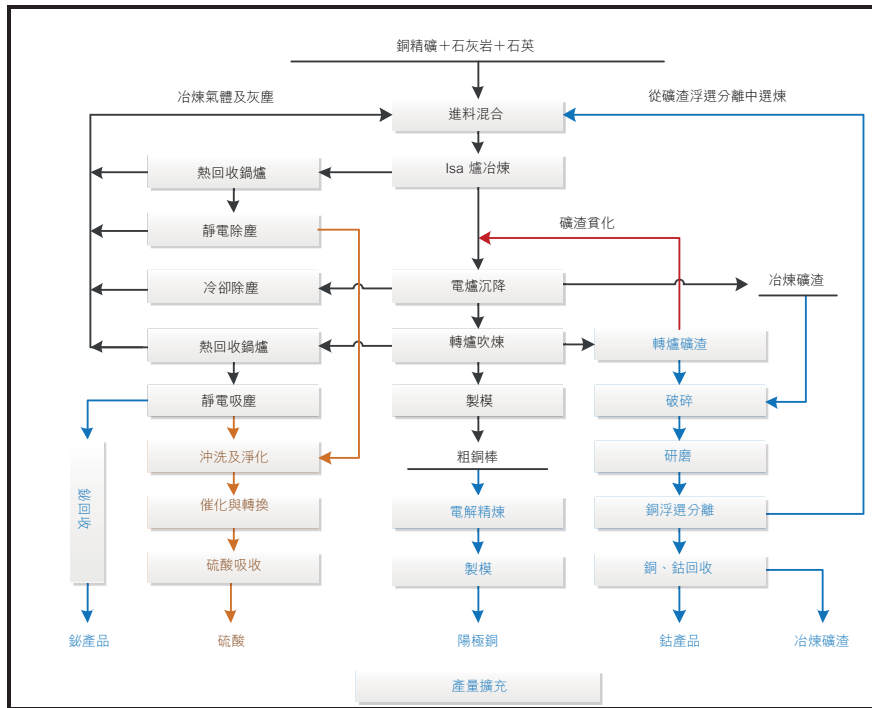 銅精礦＋石灰岩＋石英
冶煉氣體及灰塵
從礦渣浮選分離中選煉
進料混合
熱回收鍋爐
Isa 爐冶煉
靜電除塵
礦渣貧化
冷卻除塵
電爐沉降
冶煉礦渣
熱回收鍋爐
轉爐吹煉
轉爐礦渣
靜電吸塵
製模
破碎
沖洗及淨化
粗銅棒
研磨
鉍回收
催化與轉換
電解精煉
銅浮選分離
硫酸吸收
製模
銅、鈷回收
鉍產品
硫酸
陽極銅
鈷產品
冶煉礦渣
產量擴充